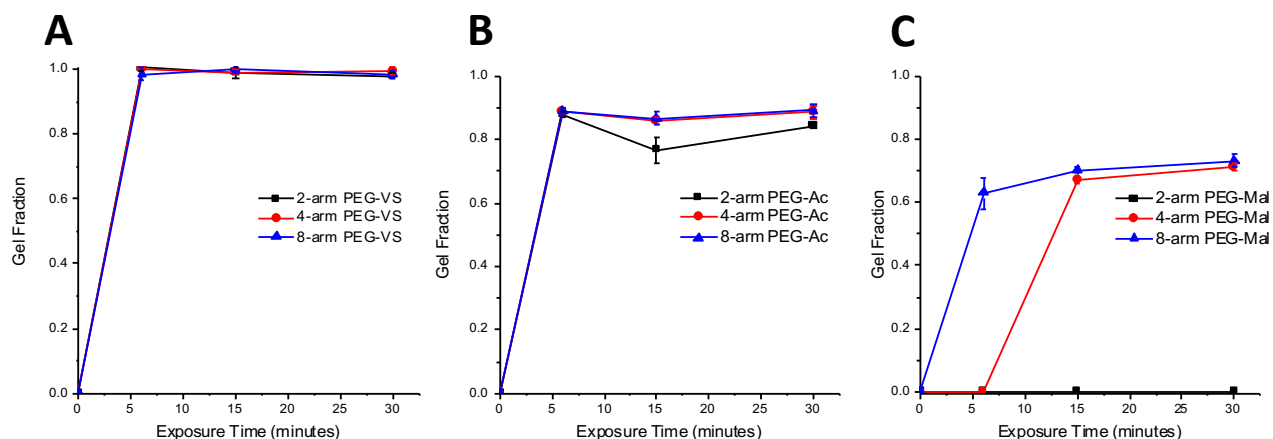 A
1.0
0.8
0.6
0.4
0.2
0.0
Gel Fraction
2-arm PEG-VS
4-arm PEG-VS
8-arm PEG-VS
0 5 10 15 20 25 30
Exposure Time (minutes)
B
1.0
0.8
0.6
0.4
0.2
0.0
Gel Fraction
2-arm PEG-Ac
4-arm PEG-Ac
8-arm PEG-Ac
0 5 10 15 20 25 30
Exposure Time (minutes)
C
1.0
0.8
0.6
0.4
0.2
0.0
Gel Fraction
2-arm PEG-Mal
4-arm PEG-Mal
8-arm PEG-Mal
0 5 10 15 20 25 30
Exposure Time (minutes)